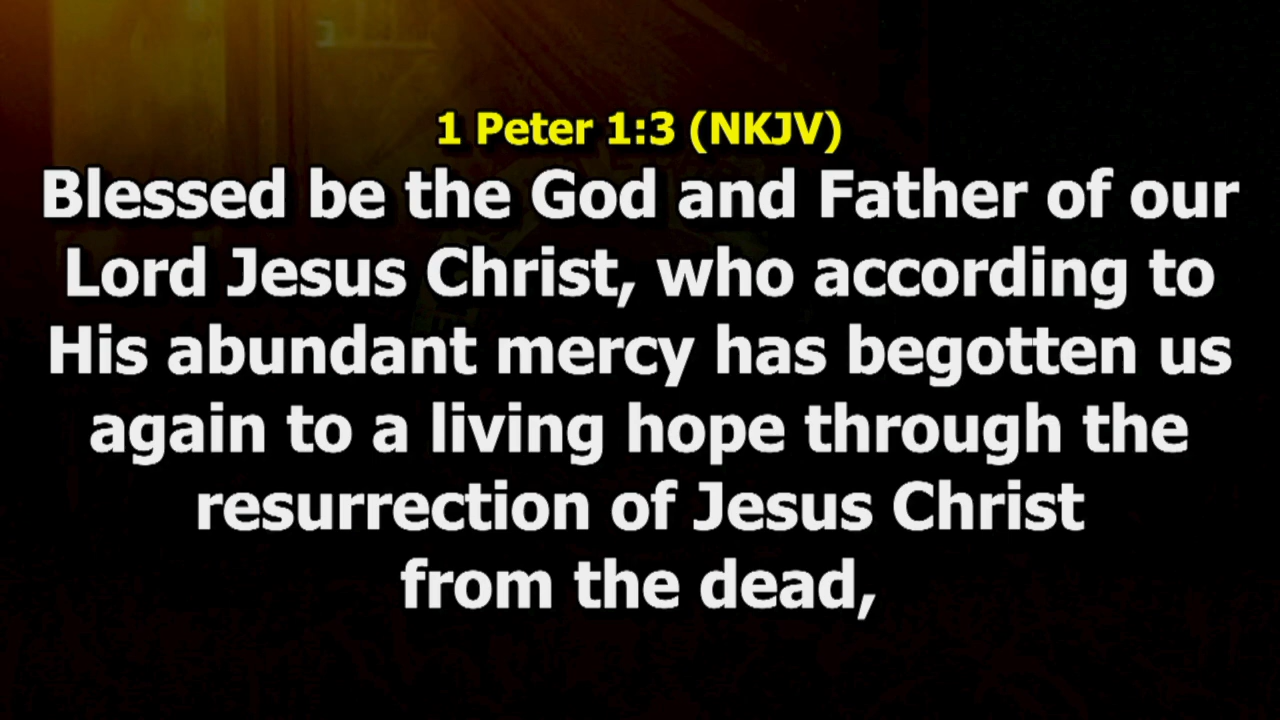 1 Peter 1:3 (NKJV)
Blessed be the God and Father of our
Lord Jesus Christ, who according to
His abundant mercy has begotten us
again to a living hope through the
resurrection of Jesus Christ
from the dead,